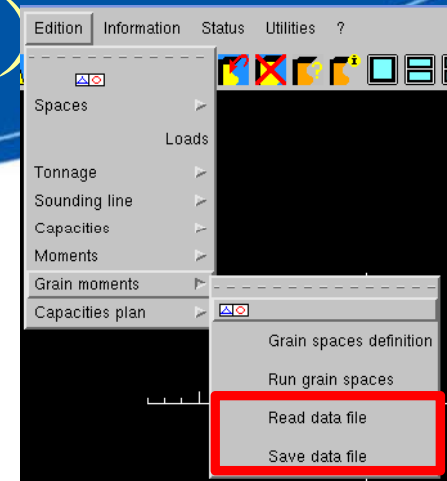 Edition Information Status Utilities ?
Spaces
Loads
Tonnage
Sounding line
Capacities
Moments
Grain moments
Capacities plan
Grain spaces definition
Run grain spaces
Read data file
Save data file